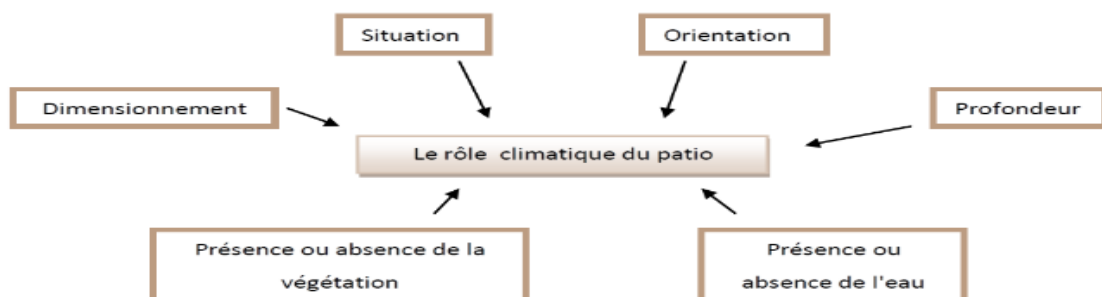 Situation
Orientation
Dimensionnement
Profondeur
Le rôle climatique du patio
Présence ou absence de la
végétation
Présence ou
absence de l'eau